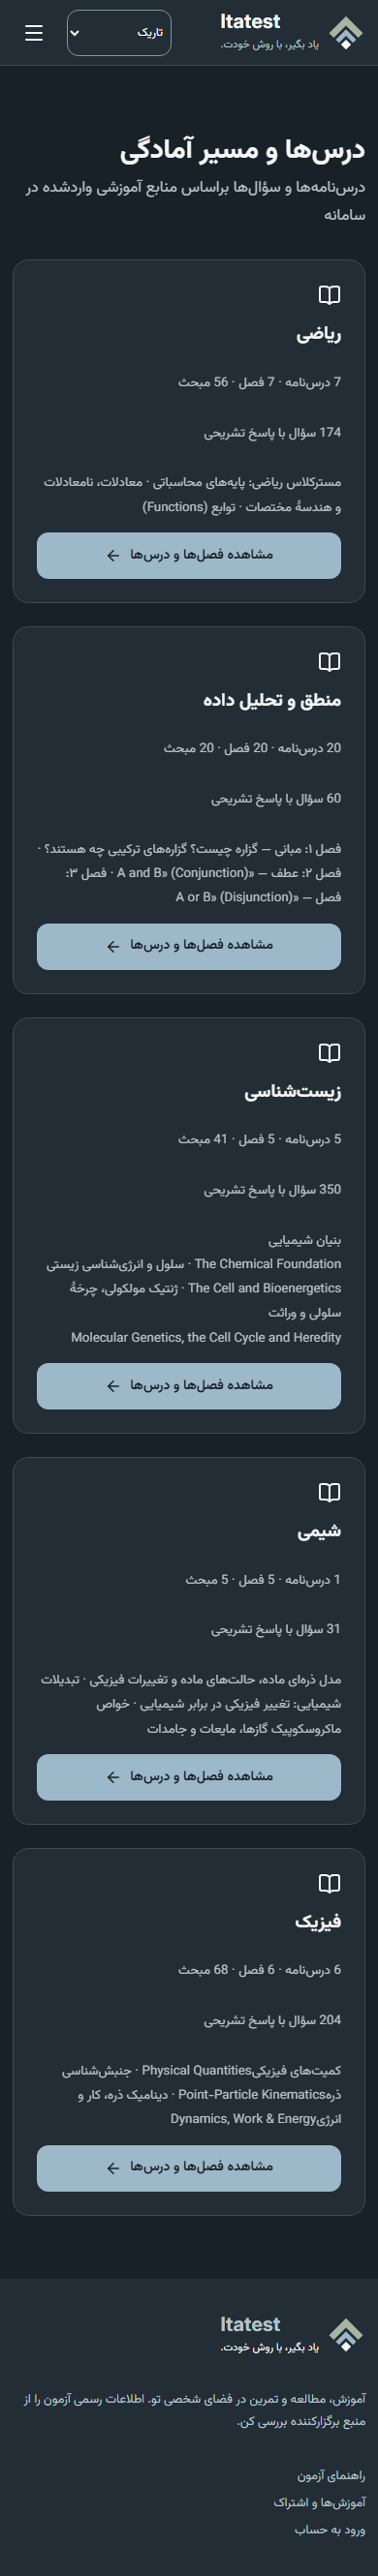 Itatest
یاد بگیر، با روش خودت.
تاریک
درس‌ها و مسیر آمادگی
درس‌نامه‌ها و سؤال‌ها براساس منابع آموزشی واردشده در
سامانه
ریاضی
7 درس‌نامه · 7 فصل · 56 مبحث
174 سؤال با پاسخ تشریحی
مسترکلاس ریاضی: پایه‌های محاسباتی · معادلات، نامعادلات
و هندسهٔ مختصات · توابع (Functions)
مشاهده فصل‌ها و درس‌ها ←
منطق و تحلیل داده
20 درس‌نامه · 20 فصل · 20 مبحث
60 سؤال با پاسخ تشریحی
فصل ۱: مبانی — گزاره چیست؟ گزاره‌های ترکیبی چه هستند؟ ·
فصل ۲: عطف — «A and B» (Conjunction) · فصل ۳:
فصل — «A or B» (Disjunction)
مشاهده فصل‌ها و درس‌ها ←
زیست‌شناسی
5 درس‌نامه · 5 فصل · 41 مبحث
350 سؤال با پاسخ تشریحی
بنیان شیمیایی
The Chemical Foundation · سلول و انرژی‌شناسی زیستی
The Cell and Bioenergetics · ژنتیک مولکولی، چرخهٔ
سلولی و وراثت
Molecular Genetics, the Cell Cycle and Heredity
مشاهده فصل‌ها و درس‌ها ←
شیمی
1 درس‌نامه · 5 فصل · 5 مبحث
31 سؤال با پاسخ تشریحی
مدل ذره‌ای ماده، حالت‌های ماده و تغییرات فیزیکی · تبدیلات
شیمیایی: تغییر فیزیکی در برابر شیمیایی · خواص
ماکروسکوپیک گازها، مایعات و جامدات
مشاهده فصل‌ها و درس‌ها ←
فیزیک
6 درس‌نامه · 6 فصل · 68 مبحث
204 سؤال با پاسخ تشریحی
کمیت‌های فیزیکیPhysical Quantities · جنبش‌شناسی
ذرهPoint-Particle Kinematics · دینامیک ذره، کار و
انرژیDynamics, Work & Energy
مشاهده فصل‌ها و درس‌ها ←
Itatest
یاد بگیر، با روش خودت.
آموزش، مطالعه و تمرین در فضای شخصی تو. اطلاعات رسمی آزمون را از
منبع برگزارکننده بررسی کن.
راهنمای آزمون
آموزش‌ها و اشتراک
ورود به حساب